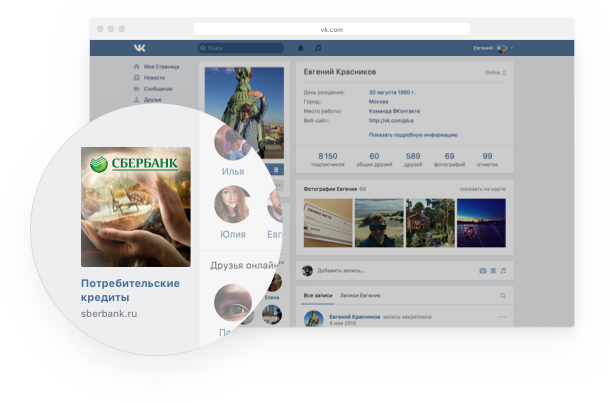 vk.com
Поиск
Евгений
Моя Страница
Новости
Сообщения
Друзья
Евгений Красников
Online
День рождения: 30 августа 1990 г.
Город: Москва
Место работы: Команда ВКонтакте
Веб-сайт: http://vk.com/plus
Показать подробную информацию
8 150 60 589 69 99
подписчиков общих друзей друзей фотографий отметок
Фотографии Евгения 69 показать на карте
Добавить запись...
Все записи Записи Евгения
Евгений Красников запись закреплена
8 мая 2015
СБЕРБАНК
Потребительские
кредиты
sberbank.ru
Илья
Юлия Евг
Друзья онлайн
Елена
Па